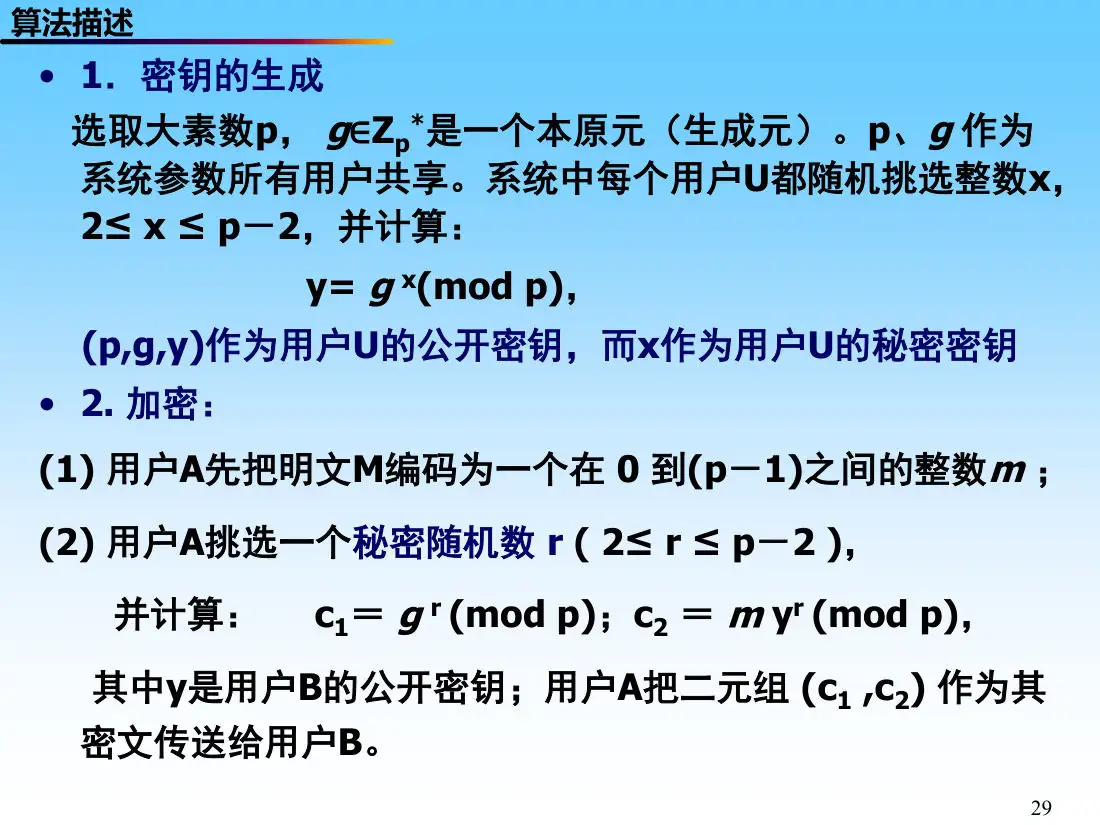 算法描述
• 1．密钥的生成
选取大素数p， g∈Zp*是一个本原元（生成元）。p、g 作为
系统参数所有用户共享。系统中每个用户U都随机挑选整数x，
2≤ x ≤ p－2，并计算：
y= g x(mod p)，
(p,g,y)作为用户U的公开密钥，而x作为用户U的秘密密钥
• 2. 加密：
(1) 用户A先把明文M编码为一个在 0 到(p－1)之间的整数m；
(2) 用户A挑选一个秘密随机数 r ( 2≤ r ≤ p－2 )，
并计算： c1＝ g r (mod p)；c2 ＝ m yr (mod p)，
其中y是用户B的公开密钥；用户A把二元组 (c1 ,c2) 作为其
密文传送给用户B。
29